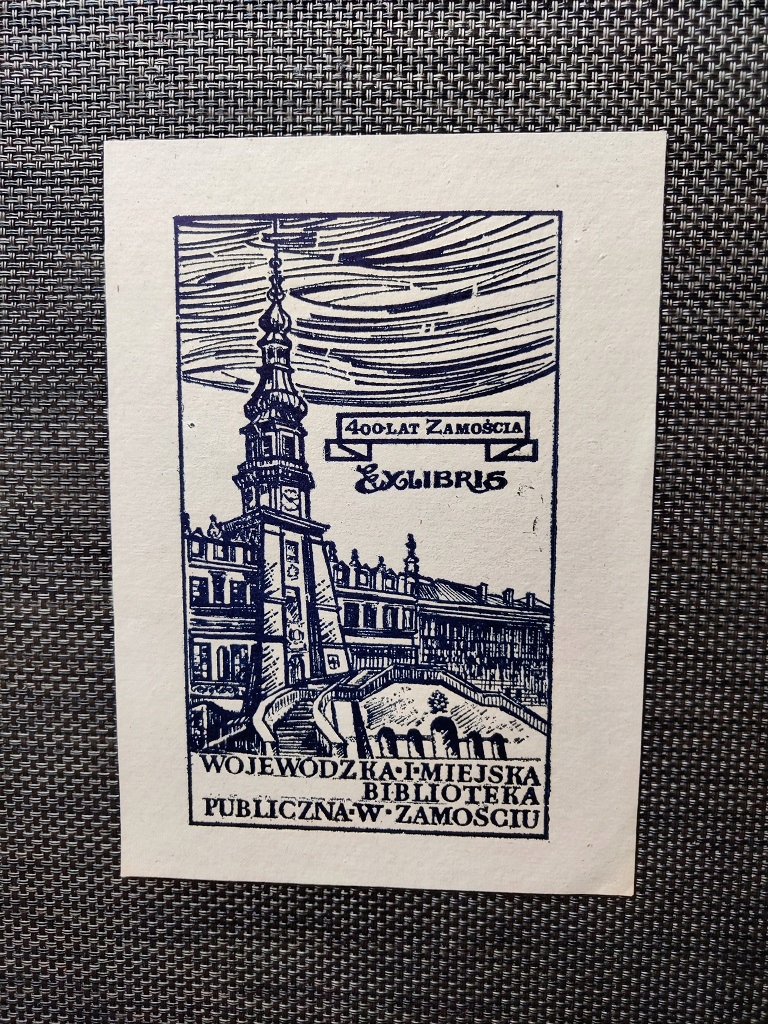 400·LAT ZAMOŚCIA
EXLIBRIS
WOJEWÓDZKA·I·MIEJSKA
BIBLIOTEKA
PUBLICZNA·W·ZAMOŚCIU